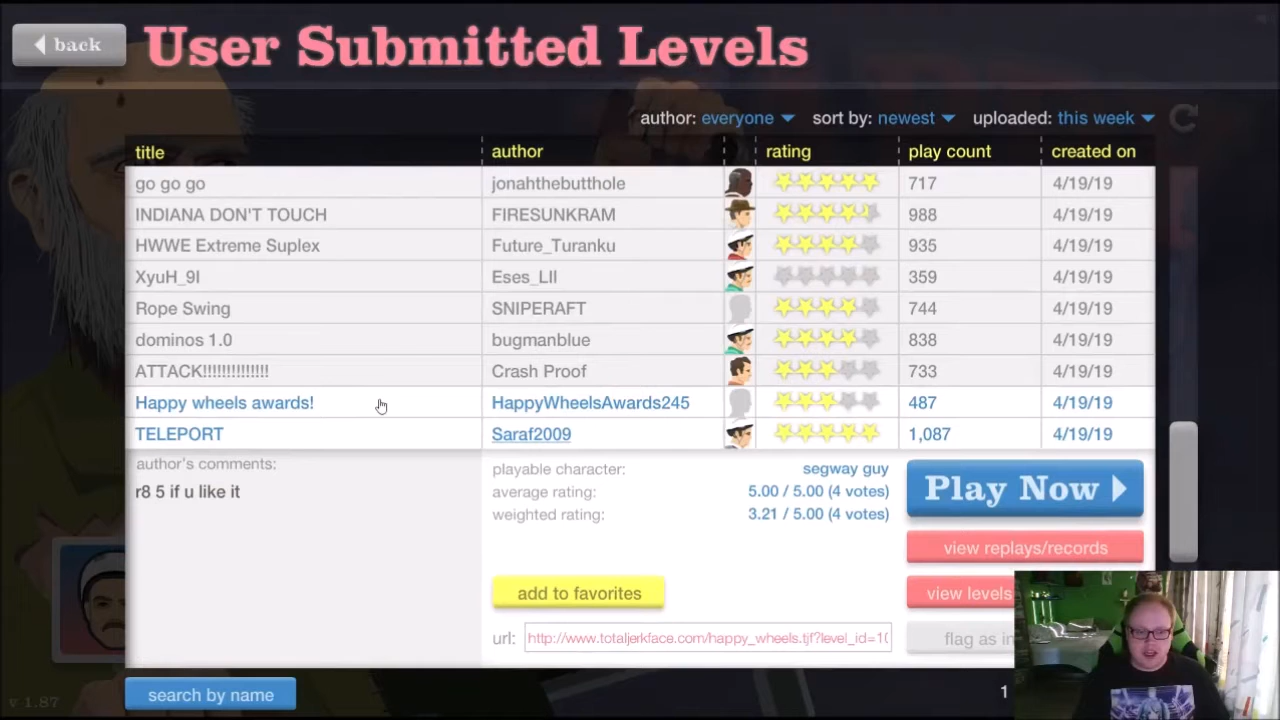 back
User Submitted Levels
author: everyone sort by: newest uploaded: this week
title author rating play count created on
go go go jonahthebutthole 717 4/19/19
INDIANA DON'T TOUCH FIRESUNKRAM 988 4/19/19
HWWE Extreme Suplex Future_Turanku 935 4/19/19
XyuH_9I Eses_LII 359 4/19/19
Rope Swing SNIPERAFT 744 4/19/19
dominos 1.0 bugmanblue 838 4/19/19
ATTACK!!!!!!!!!!!!!! Crash Proof 733 4/19/19
Happy wheels awards! HappyWheelsAwards245 487 4/19/19
TELEPORT Saraf2009 1,087 4/19/19
author's comments:
r8 5 if u like it
playable character: segway guy
average rating: 5.00 / 5.00 (4 votes)
weighted rating: 3.21 / 5.00 (4 votes)
Play Now
view replays/records
add to favorites
view levels
url: http://www.totaljerkface.com/happy_wheels.tjf?level_id=10
flag as in
v 1.87
search by name
1